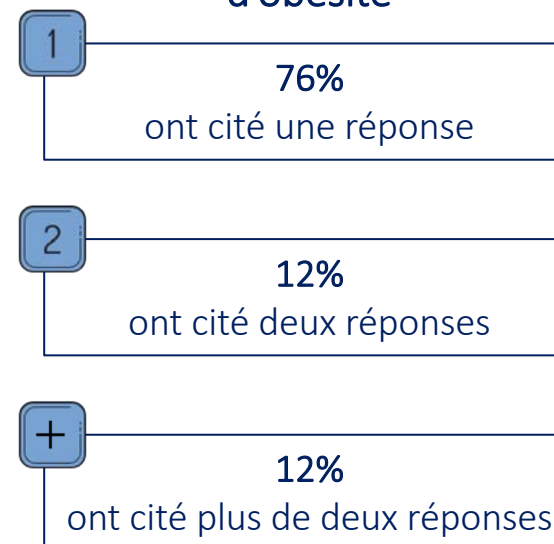 d'obésité
1
76%
ont cité une réponse
2
12%
ont cité deux réponses
+
12%
ont cité plus de deux réponses